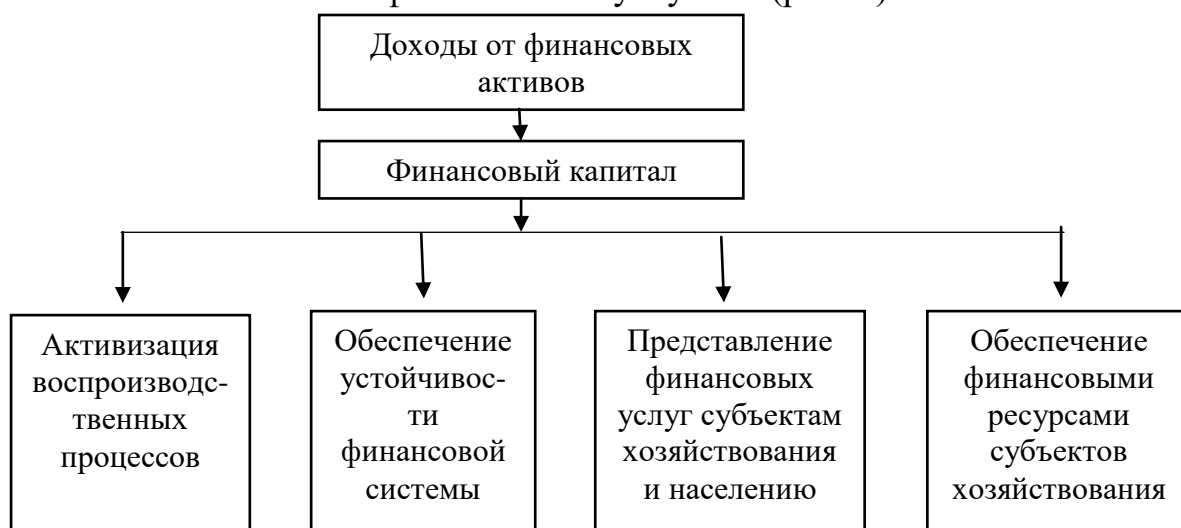 Доходы от финансовых
активов
Финансовый капитал
Активизация
воспроизводс-
твенных
процессов
Обеспечение
устойчивос-
ти
финансовой
системы
Представление
финансовых
услуг субъектам
хозяйствования
и населению
Обеспечение
финансовыми
ресурсами
субъектов
хозяйствования